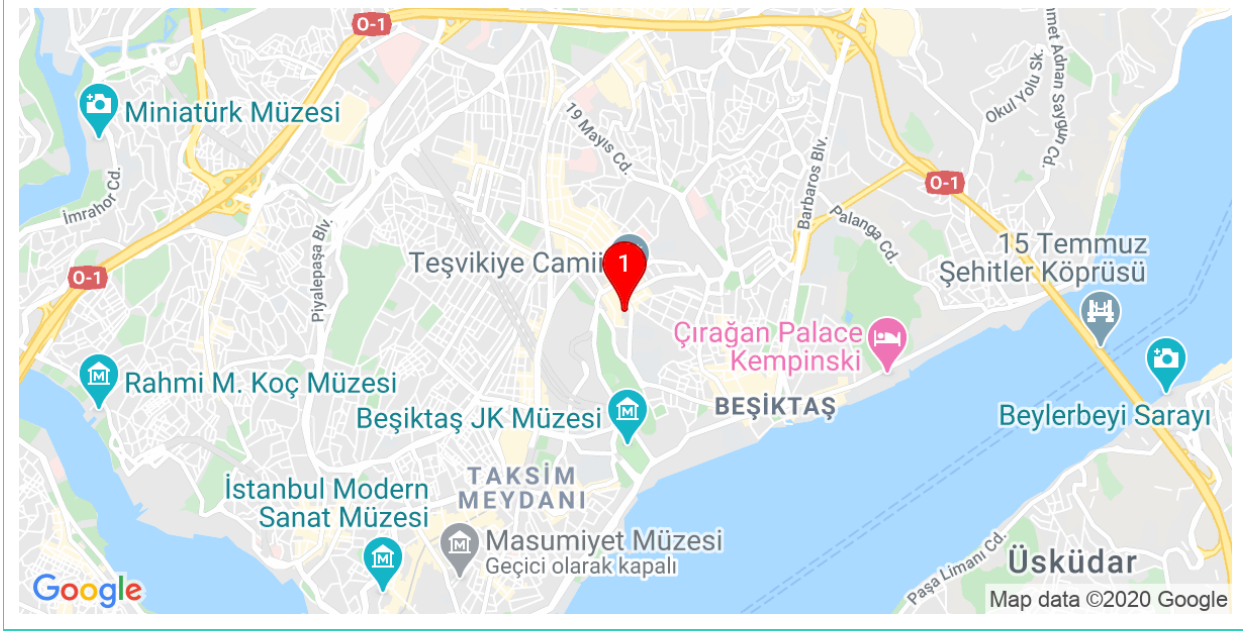 O-1
Miniatürk Müzesi
19 Mayıs Cd.
Okul Yolu Sk.
Ahmet Adnan Saygun Cd.
İmrahor Cd.
Barbaros Blv.
O-1
Palanga Cd.
Piyalepaşa Blv.
Teşvikiye Camii
1
15 Temmuz
Şehitler Köprüsü
O-1
Çırağan Palace
Kempinski
Rahmi M. Koç Müzesi
Beşiktaş JK Müzesi
BEŞİKTAŞ
Beylerbeyi Sarayı
TAKSİM
MEYDANI
İstanbul Modern
Sanat Müzesi
Masumiyet Müzesi
Geçici olarak kapalı
Paşa Limanı Cd.
Üsküdar
Google
Map data ©2020 Google